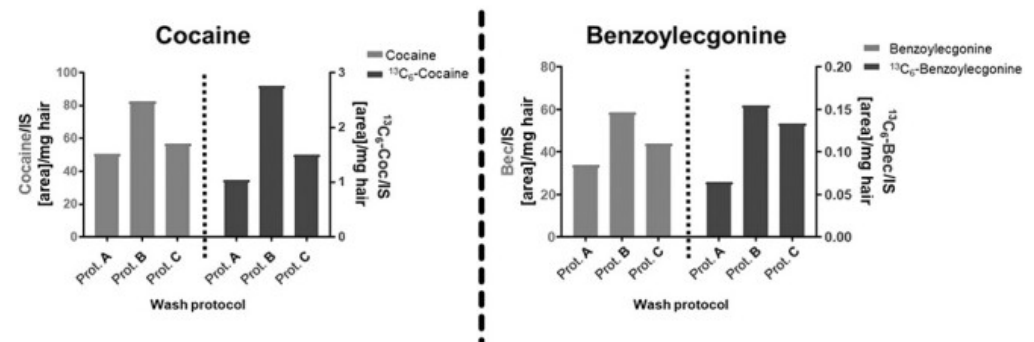 Cocaine
Cocaine
¹³C₆-Cocaine
Cocaine/IS
[area]/mg hair
100
80
60
40
20
0
3
2
1
0
¹³C₆-Coc/IS
[area]/mg hair
Prot. A
Prot. B
Prot. C
Prot. A
Prot. B
Prot. C
Wash protocol
Benzoylecgonine
Benzoylecgonine
¹³C₆-Benzoylecgonine
Bec/IS
[area]/mg hair
80
60
40
20
0
0.20
0.15
0.10
0.05
0.00
¹³C₆-Bec/IS
[area]/mg hair
Prot. A
Prot. B
Prot. C
Prot. A
Prot. B
Prot. C
Wash protocol